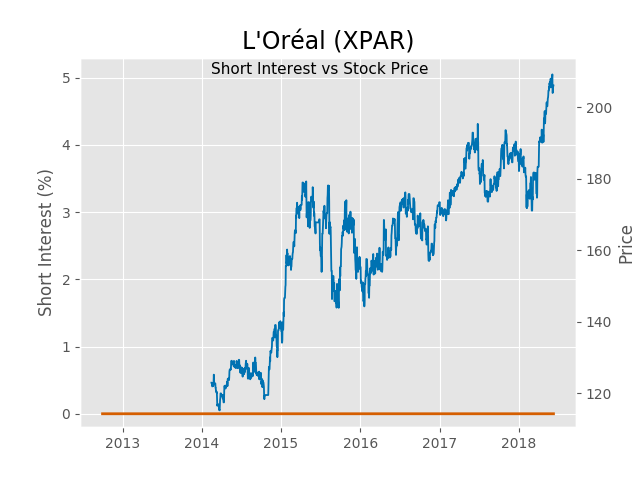 L'Oréal (XPAR)
Short Interest vs Stock Price
Short Interest (%)
5
4
3
2
1
0
200
180
160
140
120
Price
2013 2014 2015 2016 2017 2018